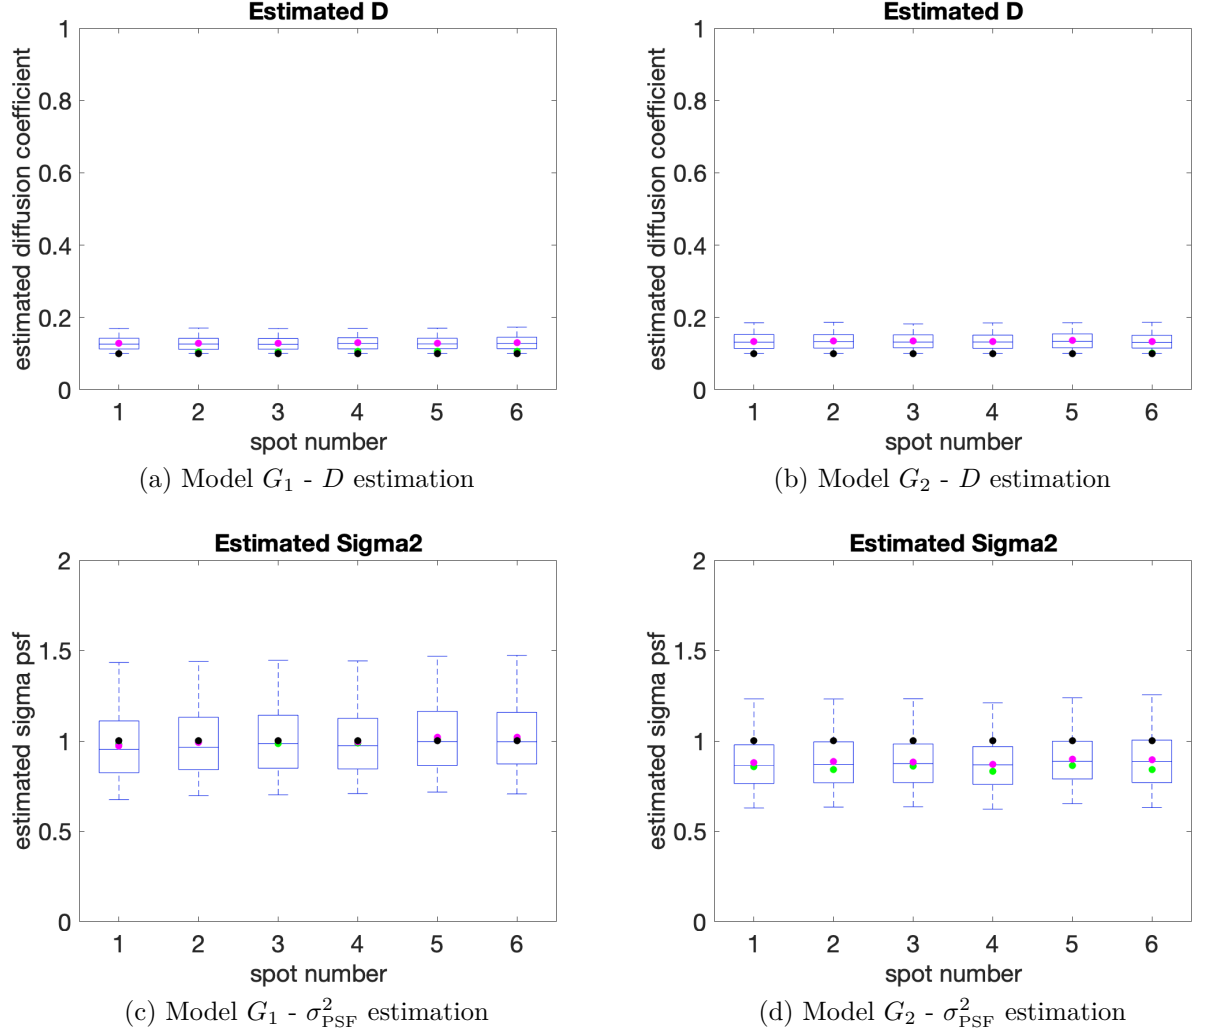 Estimated D
estimated diffusion coefficient
1
0.8
0.6
0.4
0.2
0
1 2 3 4 5 6
spot number
(a) Model G₁ - D estimation
Estimated D
estimated diffusion coefficient
1
0.8
0.6
0.4
0.2
0
1 2 3 4 5 6
spot number
(b) Model G₂ - D estimation
Estimated Sigma2
estimated sigma psf
2
1.5
1
0.5
0
1 2 3 4 5 6
spot number
(c) Model G₁ - σ²PSF estimation
Estimated Sigma2
estimated sigma psf
2
1.5
1
0.5
0
1 2 3 4 5 6
spot number
(d) Model G₂ - σ²PSF estimation